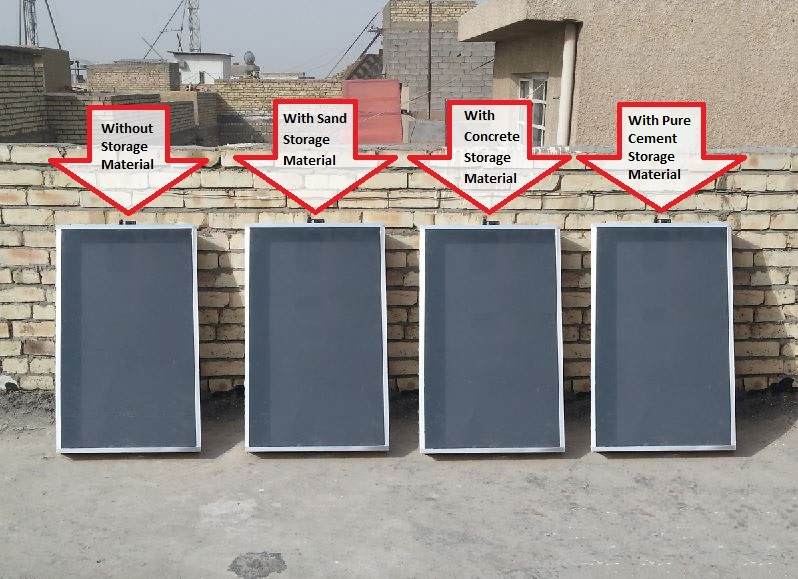 Without
Storage
Material
With Sand
Storage
Material
With
Concrete
Storage
Material
With Pure
Cement
Storage
Material